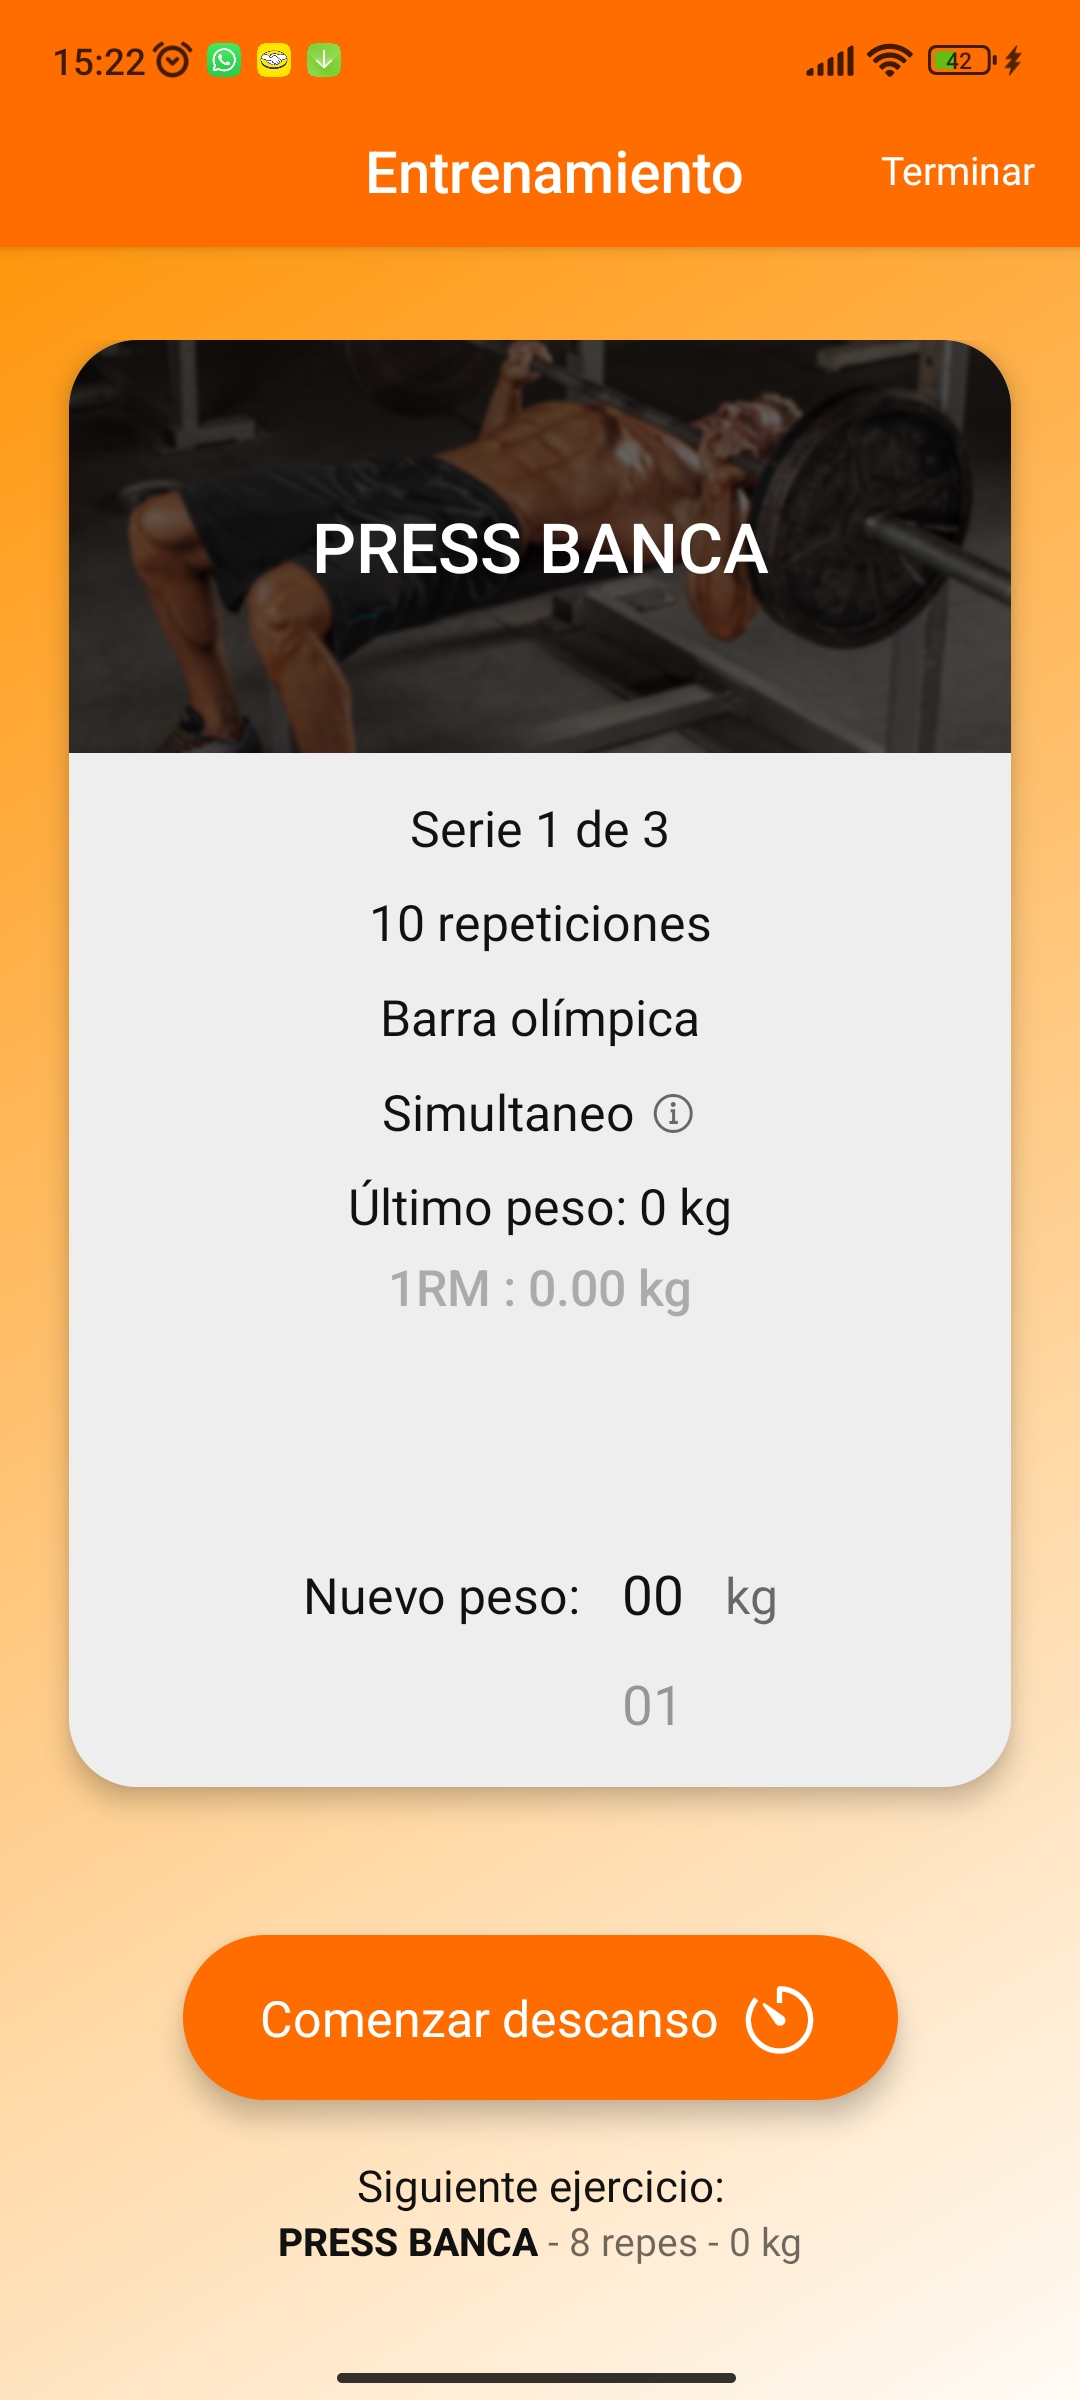 15:22
42
Entrenamiento
Terminar
PRESS BANCA
Serie 1 de 3
10 repeticiones
Barra olímpica
Simultaneo
Último peso: 0 kg
1RM : 0.00 kg
Nuevo peso: 00 kg
01
Comenzar descanso
Siguiente ejercicio:
PRESS BANCA - 8 repes - 0 kg